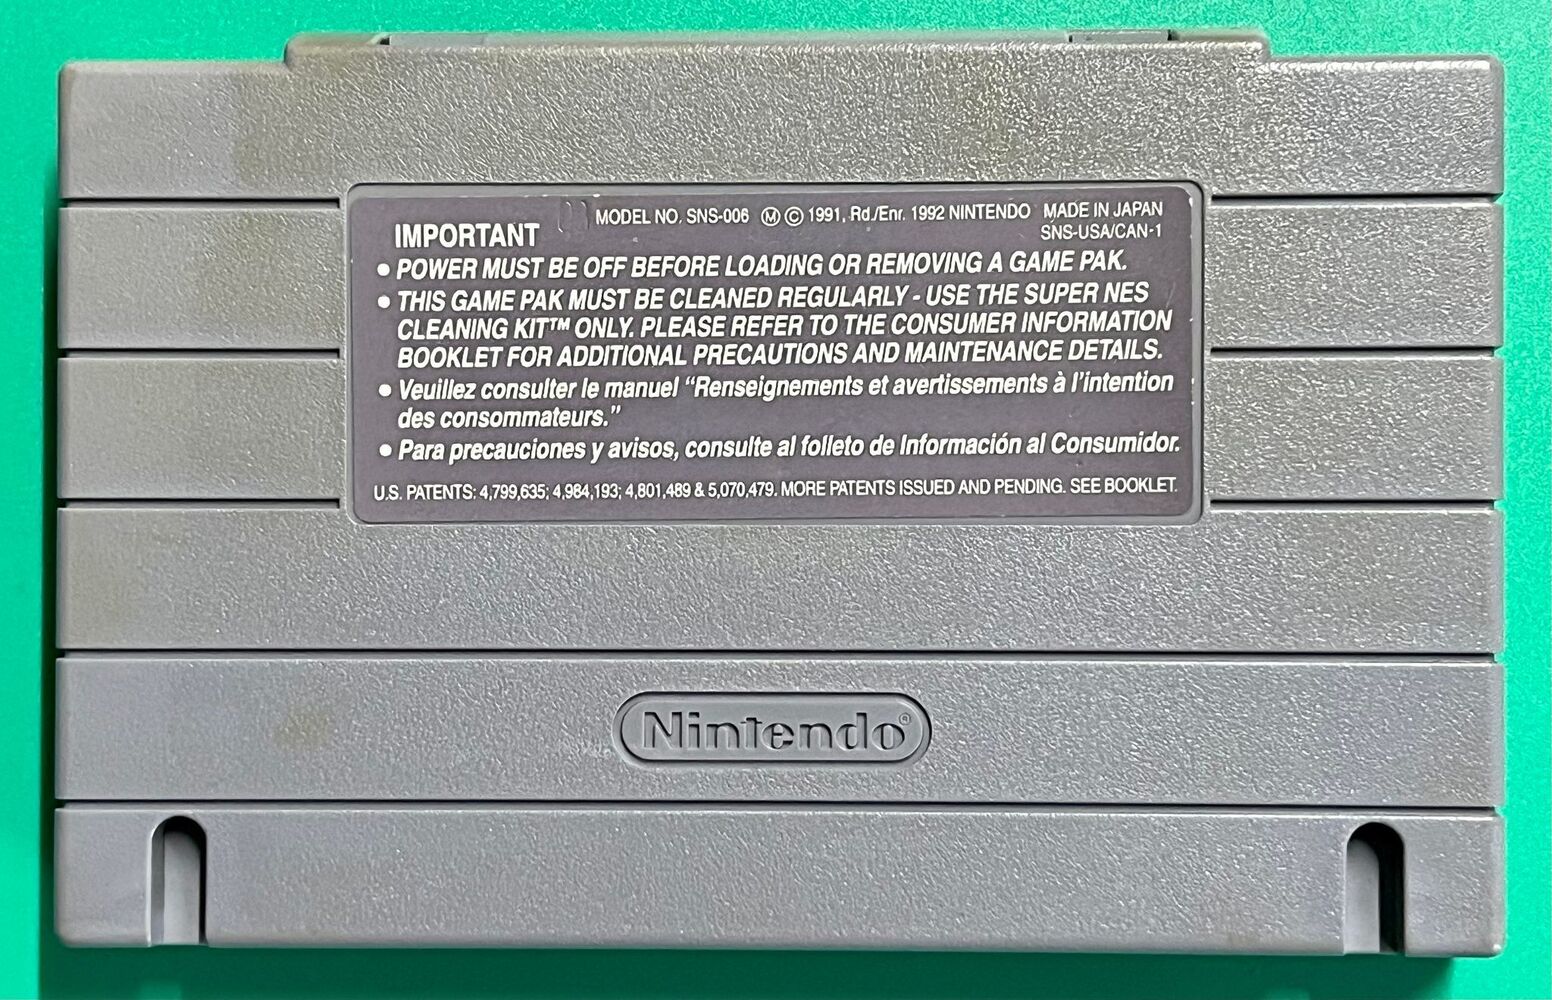 MODEL NO. SNS-006 Ⓜ © 1991, Rd./Enr. 1992 NINTENDO MADE IN JAPAN
SNS-USA/CAN-1
IMPORTANT
● POWER MUST BE OFF BEFORE LOADING OR REMOVING A GAME PAK.
● THIS GAME PAK MUST BE CLEANED REGULARLY - USE THE SUPER NES
CLEANING KIT™ ONLY. PLEASE REFER TO THE CONSUMER INFORMATION
BOOKLET FOR ADDITIONAL PRECAUTIONS AND MAINTENANCE DETAILS.
● Veuillez consulter le manuel “Renseignements et avertissements à l’intention
des consommateurs.”
● Para precauciones y avisos, consulte al folleto de Información al Consumidor.
U.S. PATENTS: 4,799,635; 4,984,193; 4,801,489 & 5,070,479. MORE PATENTS ISSUED AND PENDING. SEE BOOKLET.
Nintendo®